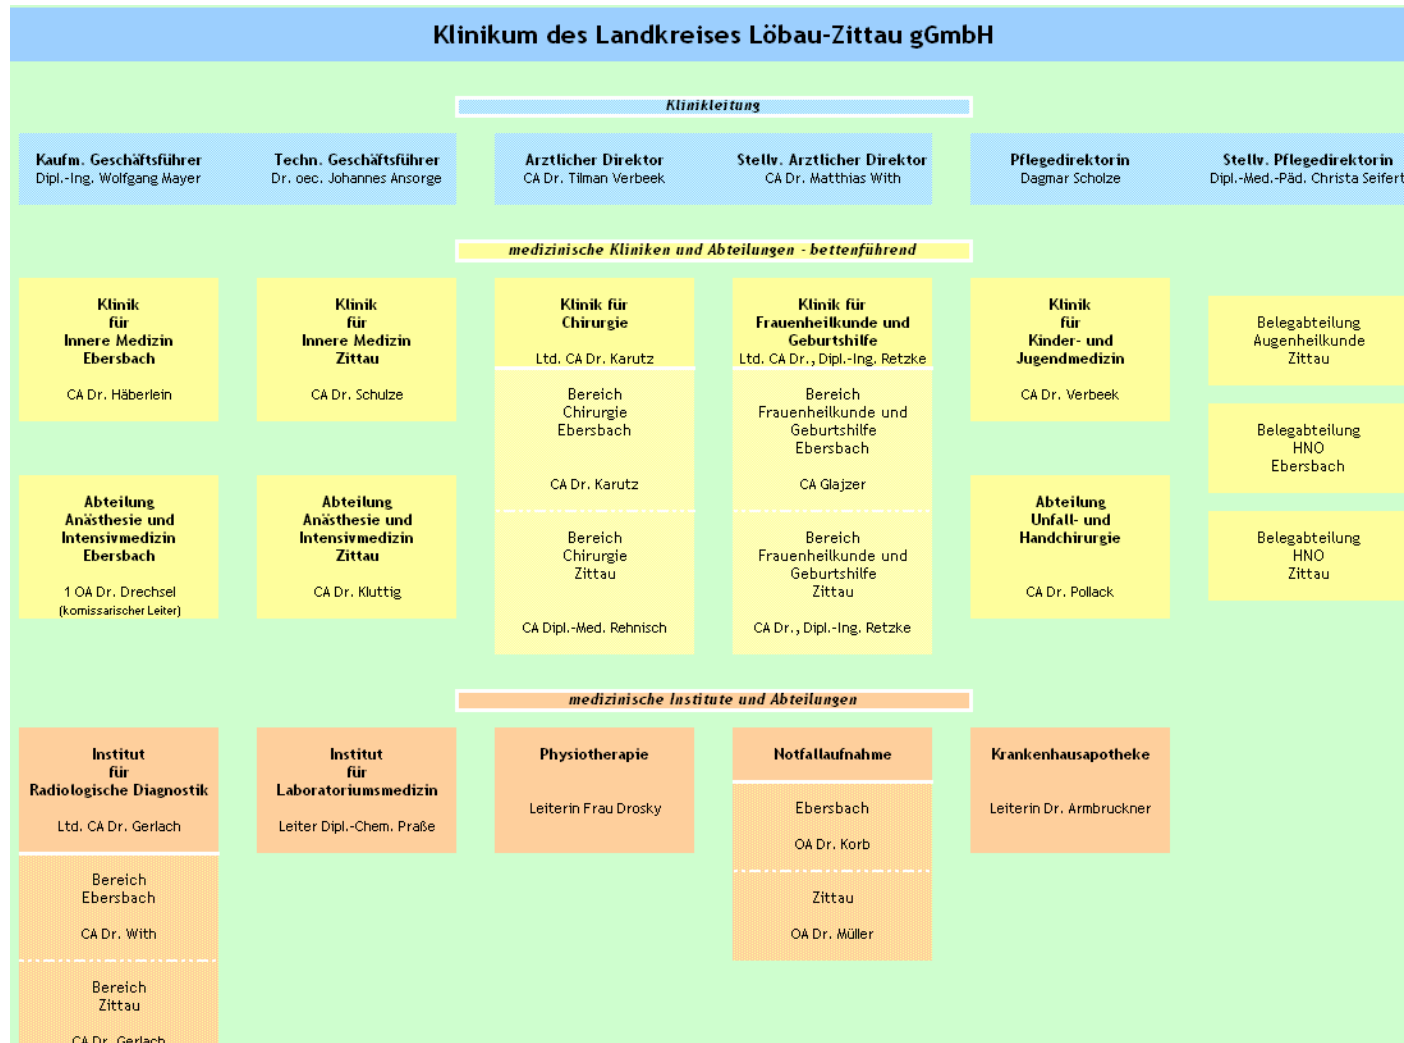 Klinikum des Landkreises Löbau-Zittau gGmbH
Klinikleitung
Kaufm. Geschäftsführer
Dipl.-Ing. Wolfgang Mayer
Techn. Geschäftsführer
Dr. oec. Johannes Ansorge
Arztlicher Direktor
CA Dr. Tilman Verbeek
Stellv. Arztlicher Direktor
CA Dr. Matthias With
Pflegedirektorin
Dagmar Scholze
Stellv. Pflegedirektorin
Dipl.-Med.-Päd. Christa Seifert
medizinische Kliniken und Abteilungen - bettenführend
Klinik
für
Innere Medizin
Ebersbach
CA Dr. Häberlein
Klinik
für
Innere Medizin
Zittau
CA Dr. Schulze
Klinik für
Chirurgie
Ltd. CA Dr. Karutz
Bereich
Chirurgie
Ebersbach
CA Dr. Karutz
Bereich
Chirurgie
Zittau
CA Dipl.-Med. Rehnisch
Klinik für
Frauenheilkunde und
Geburtshilfe
Ltd. CA Dr., Dipl.-Ing. Retzke
Bereich
Frauenheilkunde und
Geburtshilfe
Ebersbach
CA Glajzer
Bereich
Frauenheilkunde und
Geburtshilfe
Zittau
CA Dr., Dipl.-Ing. Retzke
Klinik
für
Kinder- und
Jugendmedizin
CA Dr. Verbeek
Belegabteilung
Augenheilkunde
Zittau
Belegabteilung
HNO
Ebersbach
Belegabteilung
HNO
Zittau
Abteilung
Anästhesie und
Intensivmedizin
Ebersbach
1 OA Dr. Drechsel
(komissarischer Leiter)
Abteilung
Anästhesie und
Intensivmedizin
Zittau
CA Dr. Kluttig
Abteilung
Unfall- und
Handchirurgie
CA Dr. Pollack
medizinische Institute und Abteilungen
Institut
für
Radiologische Diagnostik
Ltd. CA Dr. Gerlach
Bereich
Ebersbach
CA Dr. With
Bereich
Zittau
CA Dr. Gerlach
Institut
für
Laboratoriumsmedizin
Leiter Dipl.-Chem. Praße
Physiotherapie
Leiterin Frau Drosky
Notfallaufnahme
Ebersbach
OA Dr. Korb
Zittau
OA Dr. Müller
Krankenhausapotheke
Leiterin Dr. Armbruckner